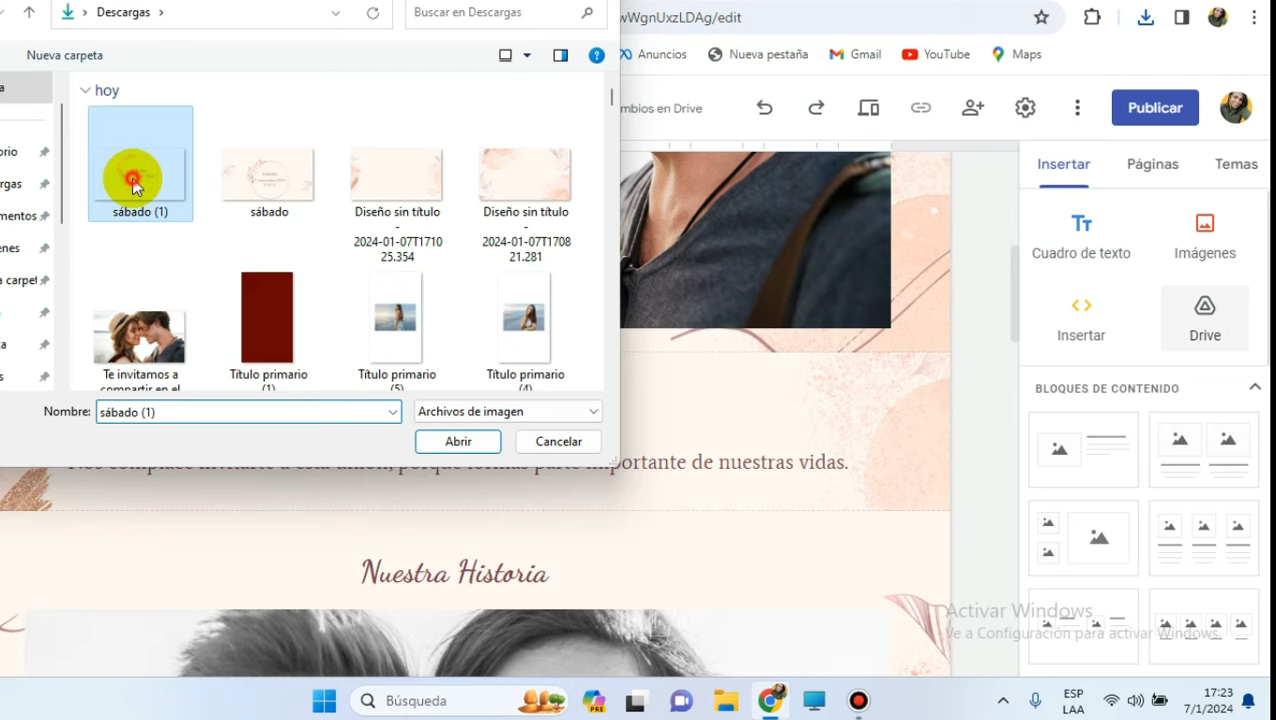 Descargas
Buscar en Descargas
wWgnUxzLDAg/edit
Nueva carpeta
Anuncios
Nueva pestaña
Gmail
YouTube
Maps
hoy
mbios en Drive
Publicar
Insertar
Páginas
Temas
sábado (1)
sábado
Diseño sin título
-
2024-01-07T1710
25.354
Diseño sin título
-
2024-01-07T1708
21.281
Cuadro de texto
Imágenes
Insertar
Drive
Te invitamos a
compartir en el
Título primario
(1)
Título primario
(5)
Título primario
(4)
BLOQUES DE CONTENIDO
Nombre:
sábado (1)
Archivos de imagen
Abrir
Cancelar
Nos complace invitarte a esta unión, porque formas parte importante de nuestras vidas.
Nuestra Historia
Activar Windows
Ve a Configuración para activar Windows.
Búsqueda
PRE
ESP
LAA
17:23
7/1/2024